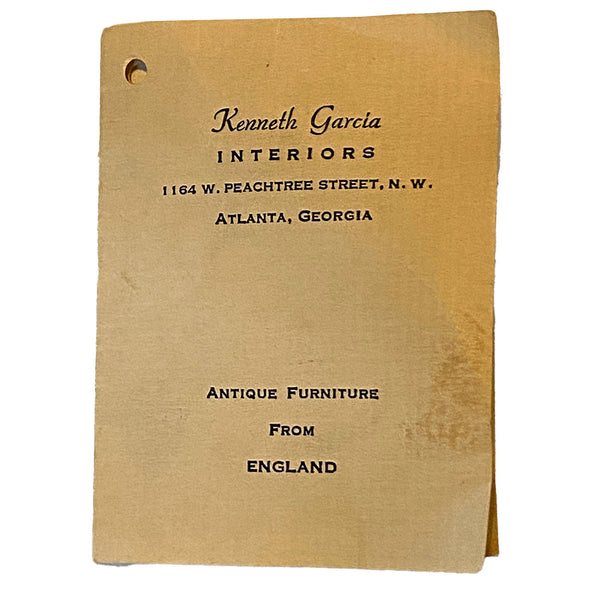 Kenneth Garcia
INTERIORS
1164 W. PEACHTREE STREET, N. W.
ATLANTA, GEORGIA
ANTIQUE FURNITURE
FROM
ENGLAND